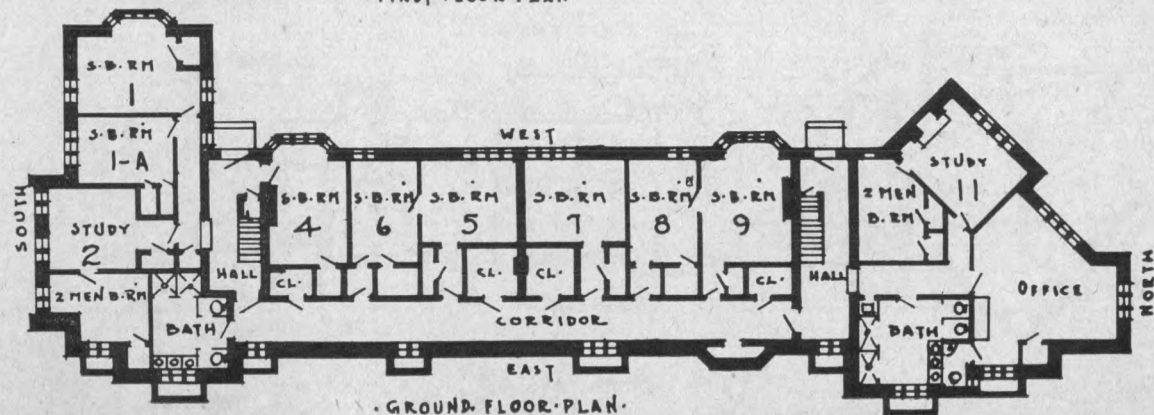 S.B.RM
1
S.B.RM
1-A
WEST
SOUTH
STUDY
2
2 MEN B.RM
BATH
HALL
S.B.RM
4
S.B.RM
6
S.B.RM
5
S.B.RM
7
S.B.RM
8
S.B.RM
9
CL.
CL.
CL.
CL.
HALL
2 MEN
B.RM
STUDY
11
OFFICE
NORTH
BATH
CORRIDOR
EAST
.GROUND.FLOOR.PLAN.